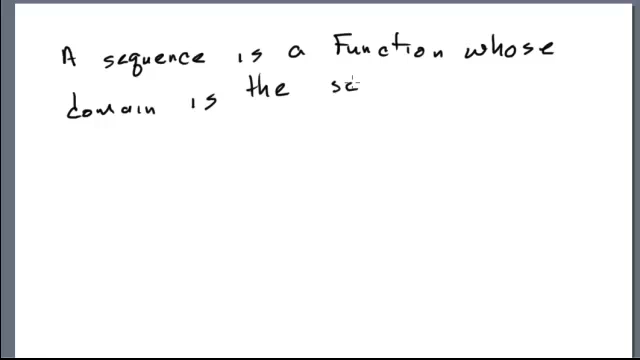 A sequence is a Function whose
domain is the